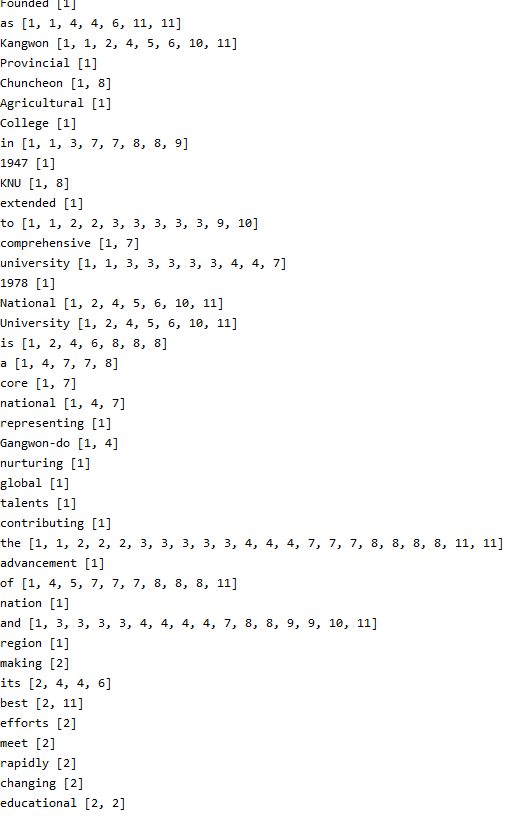 Founded [1]
as [1, 1, 4, 4, 6, 11, 11]
Kangwon [1, 1, 2, 4, 5, 6, 10, 11]
Provincial [1]
Chuncheon [1, 8]
Agricultural [1]
College [1]
in [1, 1, 3, 7, 7, 8, 8, 9]
1947 [1]
KNU [1, 8]
extended [1]
to [1, 1, 2, 2, 3, 3, 3, 3, 3, 9, 10]
comprehensive [1, 7]
university [1, 1, 3, 3, 3, 3, 3, 4, 4, 7]
1978 [1]
National [1, 2, 4, 5, 6, 10, 11]
University [1, 2, 4, 5, 6, 10, 11]
is [1, 2, 4, 6, 8, 8, 8]
a [1, 4, 7, 7, 8]
core [1, 7]
national [1, 4, 7]
representing [1]
Gangwon-do [1, 4]
nurturing [1]
global [1]
talents [1]
contributing [1]
the [1, 1, 2, 2, 2, 3, 3, 3, 3, 3, 4, 4, 4, 7, 7, 7, 8, 8, 8, 8, 11, 11]
advancement [1]
of [1, 4, 5, 7, 7, 7, 8, 8, 8, 11]
nation [1]
and [1, 3, 3, 3, 3, 4, 4, 4, 4, 7, 8, 8, 9, 9, 10, 11]
region [1]
making [2]
its [2, 4, 4, 6]
best [2, 11]
efforts [2]
meet [2]
rapidly [2]
changing [2]
educational [2, 2]